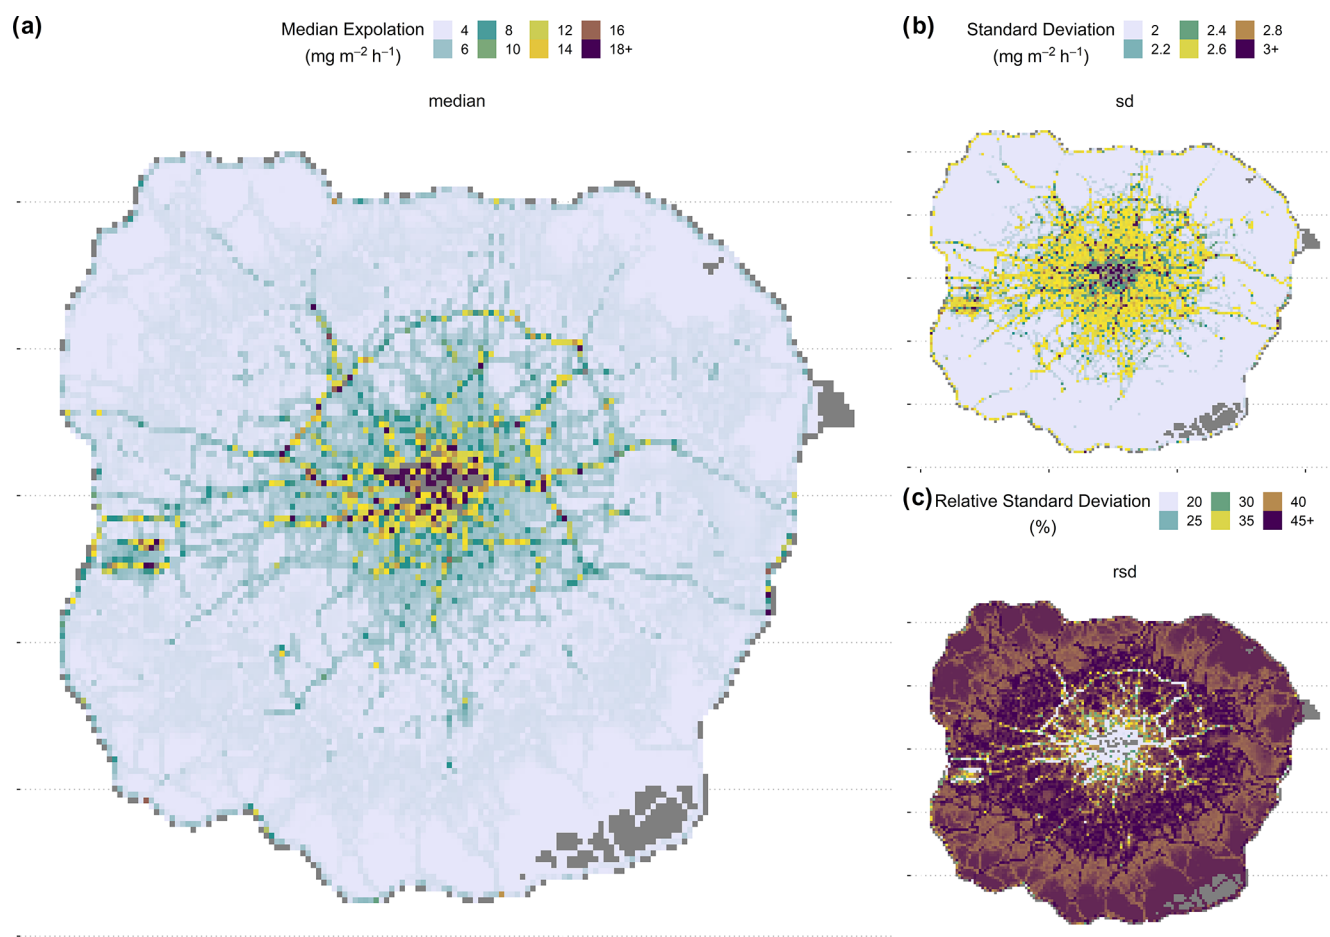 (a)
Median Expolation
(mg m−2 h−1)
4 8 12 16
6 10 14 18+
median
(b)
Standard Deviation
(mg m−2 h−1)
2 2.4 2.8
2.2 2.6 3+
sd
(c) Relative Standard Deviation
(%)
20 30 40
25 35 45+
rsd